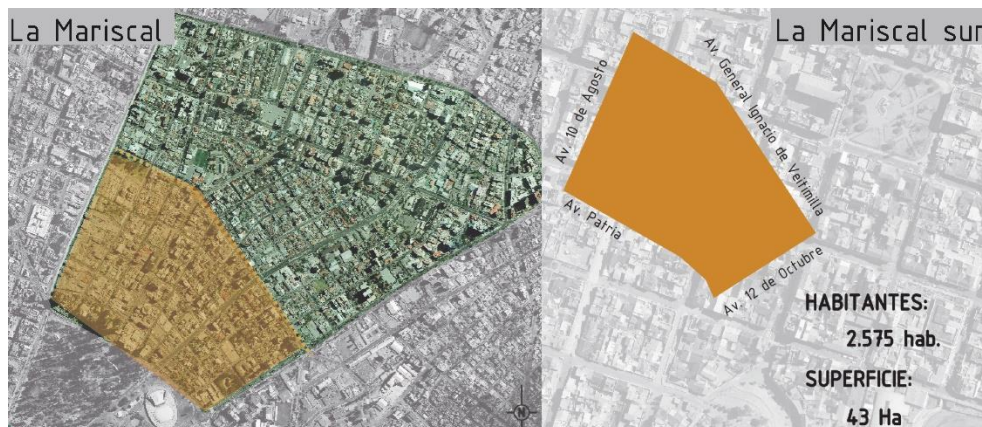 La Mariscal
La Mariscal sur
Av. 10 de Agosto
Av. General Ignacio de Veitimilla
Av. Patria
Av. 12 de Octubre
HABITANTES:
2.575 hab.
SUPERFICIE:
43 Ha
N